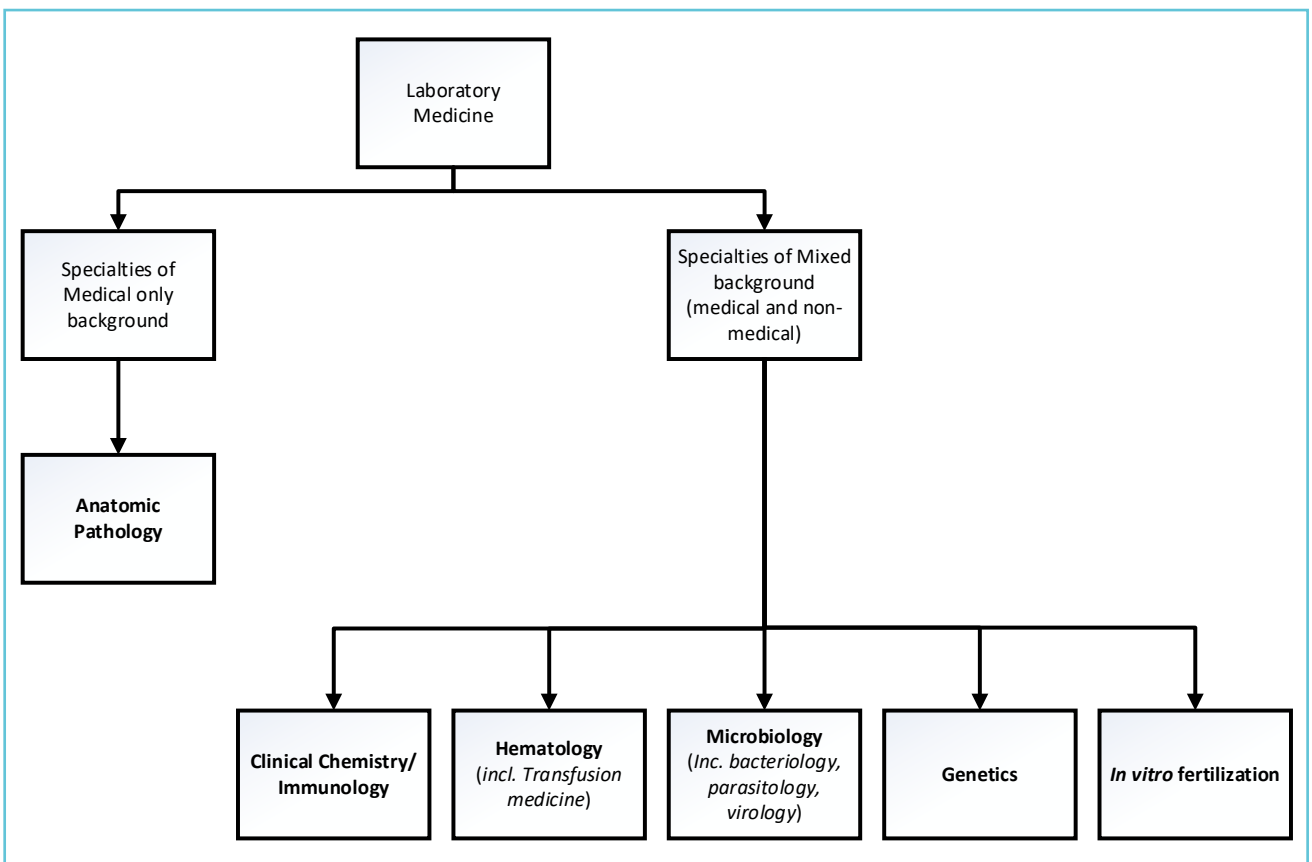 Laboratory
Medicine
Specialties of
Medical only
background
Specialties of Mixed
background
(medical and non-
medical)
Anatomic
Pathology
Clinical Chemistry/
Immunology
Hematology
(incl. Transfusion
medicine)
Microbiology
(Inc. bacteriology,
parasitology,
virology)
Genetics
In vitro fertilization